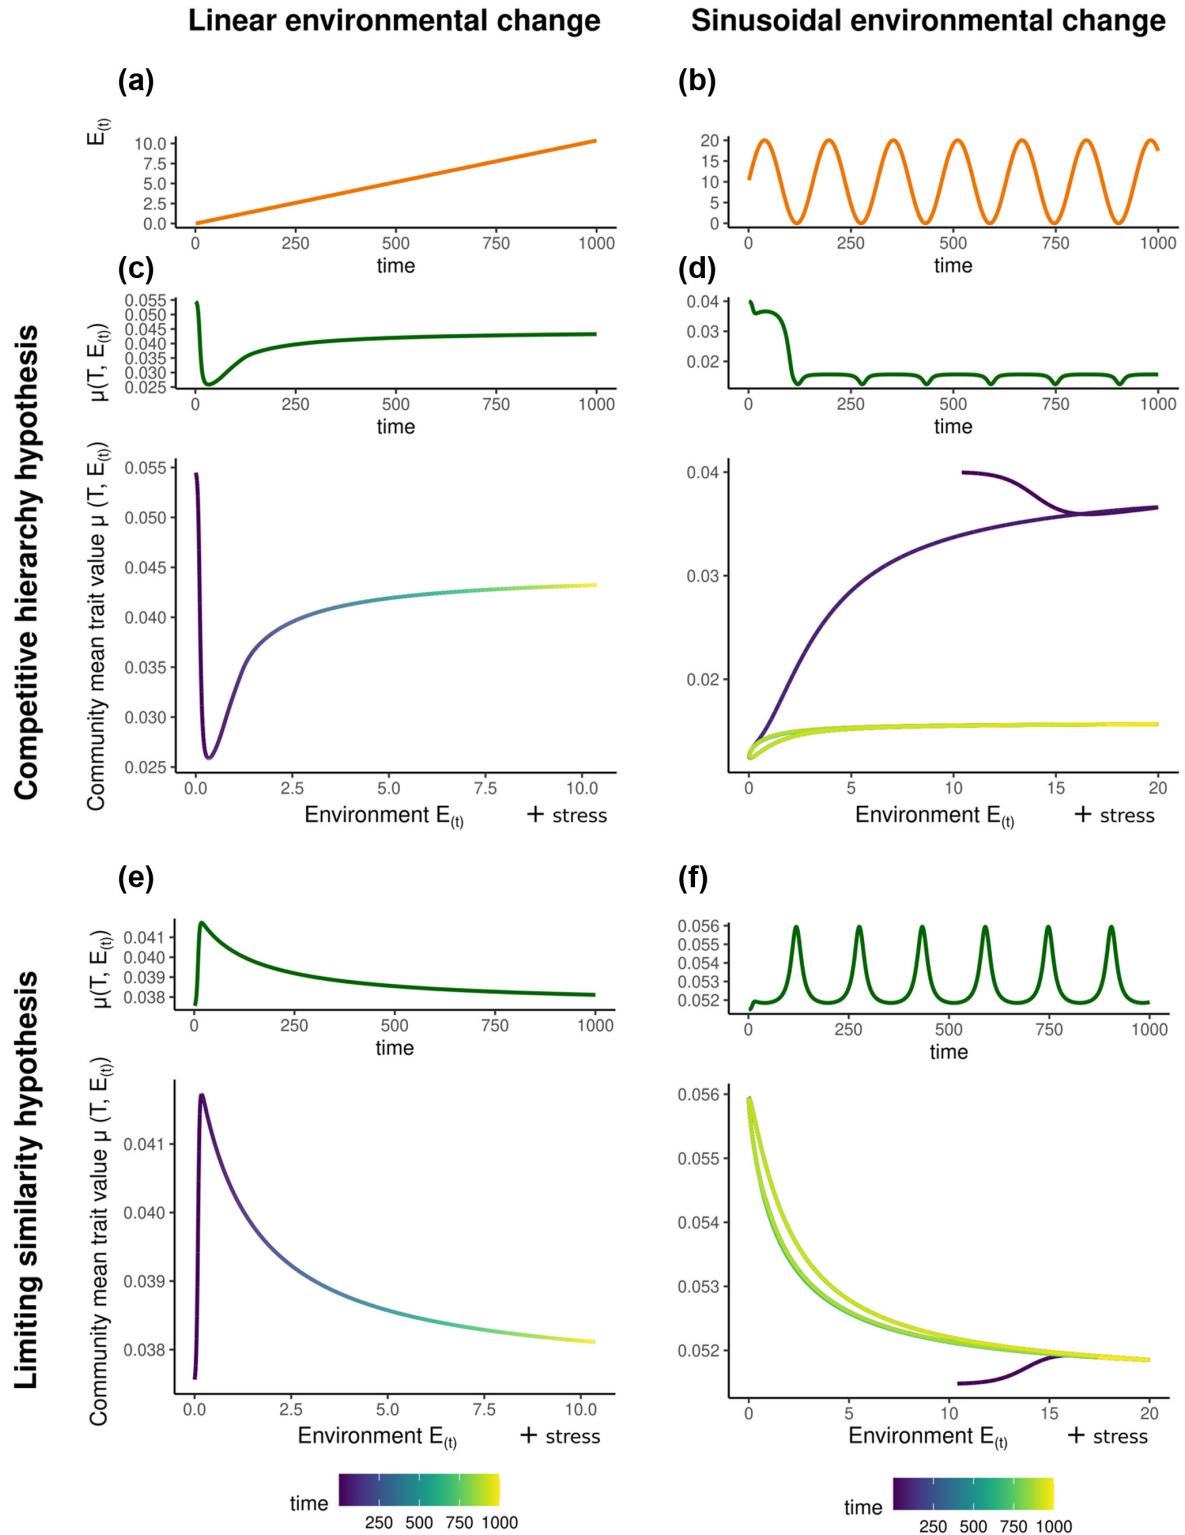 Linear environmental change
Sinusoidal environmental change
(a)
E(t)
10.0
7.5
5.0
2.5
0.0
0 250 500 750 1000
time
(b)
20
15
10
5
0
0 250 500 750 1000
time
Competitive hierarchy hypothesis
(c)
μ(T, E(t))
0.055
0.050
0.045
0.040
0.035
0.030
0.025
0 250 500 750 1000
time
Community mean trait value μ (T, E(t))
0.055
0.050
0.045
0.040
0.035
0.030
0.025
0.0 2.5 5.0 7.5 10.0
Environment E(t) + stress
(d)
0.04
0.03
0.02
0 250 500 750 1000
time
0.04
0.03
0.02
0 5 10 15 20
Environment E(t) + stress
Limiting similarity hypothesis
(e)
μ(T, E(t))
0.041
0.040
0.039
0.038
0 250 500 750 1000
time
Community mean trait value μ (T, E(t))
0.041
0.040
0.039
0.038
0.0 2.5 5.0 7.5 10.0
Environment E(t) + stress
time
250 500 750 1000
(f)
0.056
0.055
0.054
0.053
0.052
0 250 500 750 1000
time
0.056
0.055
0.054
0.053
0.052
0 5 10 15 20
Environment E(t) + stress
time
250 500 750 1000